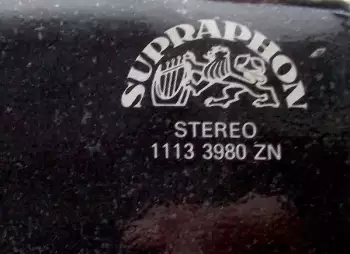 SUPRAPHON
STEREO
1113 3980 ZN